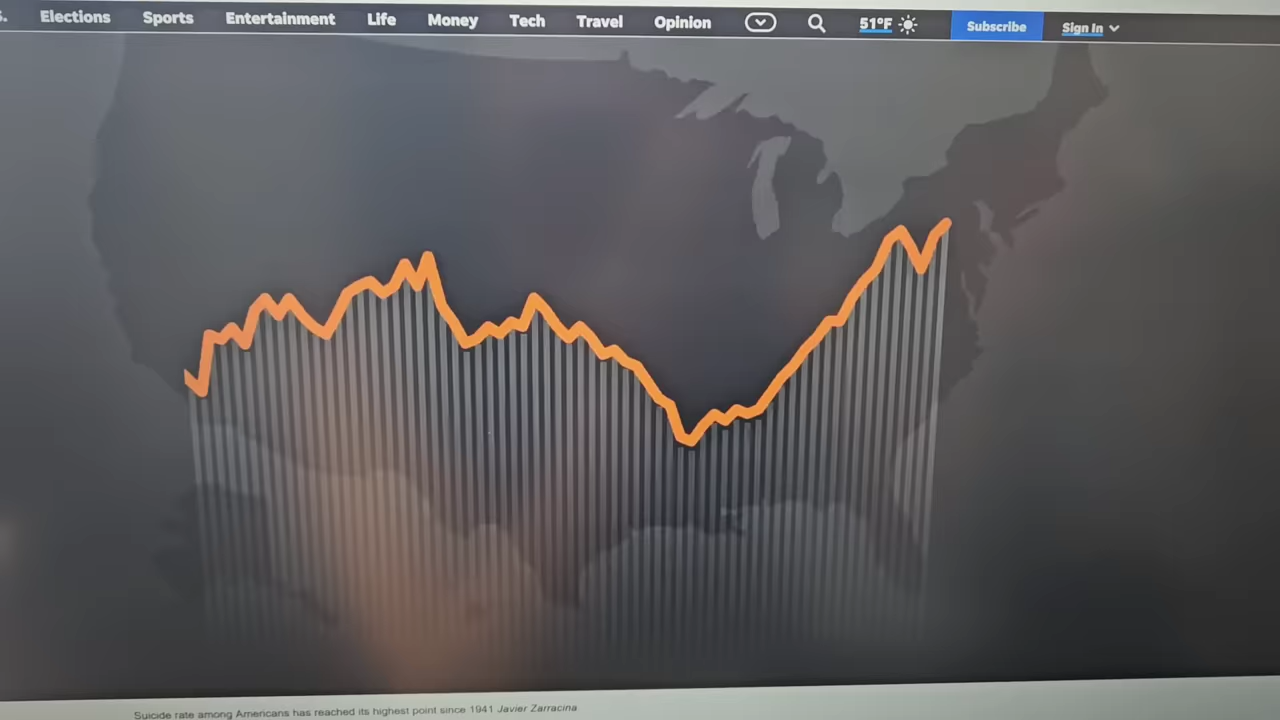 Elections Sports Entertainment Life Money Tech Travel Opinion 51°F Subscribe Sign In
Suicide rate among Americans has reached its highest point since 1941 Javier Zarracina